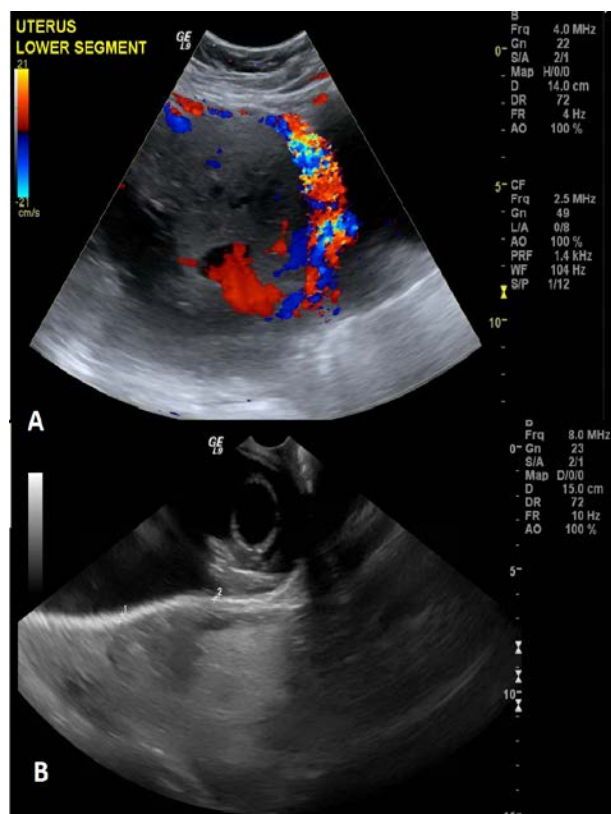 UTERUS
LOWER SEGMENT
GE
L9
21
-21
cm/s
B
Frq 4.0 MHz
Gn 22
S/A 2/1
Map H/0/0
D 14.0 cm
DR 72
FR 4 Hz
AO 100 %
CF
Frq 2.5 MHz
Gn 49
L/A 0/8
AO 100 %
PRF 1.4 kHz
WF 104 Hz
S/P 1/12
0
5
10
A
GE
L9
B
Frq 8.0 MHz
Gn 23
S/A 2/1
Map D/0/0
D 15.0 cm
DR 72
FR 10 Hz
AO 100 %
0
5
10
1
2
B